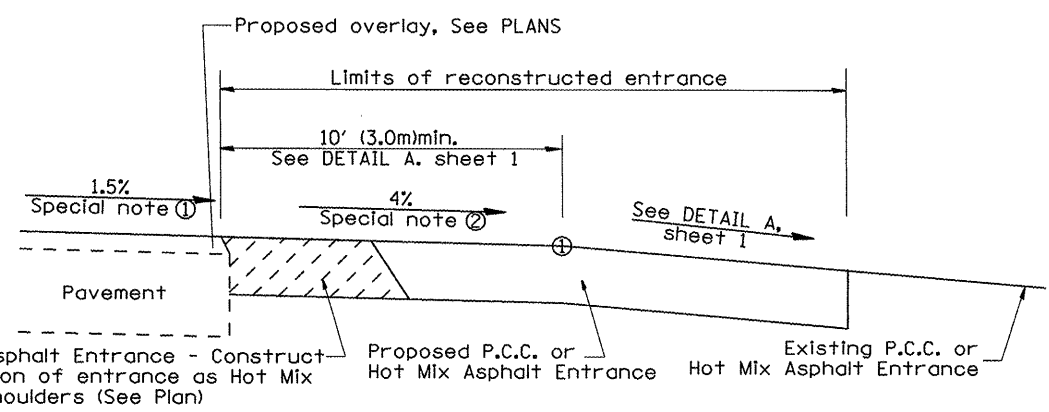 Proposed overlay, See PLANS
Limits of reconstructed entrance
10' (3.0m)min.
See DETAIL A. sheet 1
1.5%
Special note ①
4%
Special note ②
See DETAIL A,
sheet 1
①
Pavement
sphalt Entrance - Construct
on of entrance as Hot Mix
houlders (See Plan)
Proposed P.C.C. or
Hot Mix Asphalt Entrance
Existing P.C.C. or
Hot Mix Asphalt Entrance